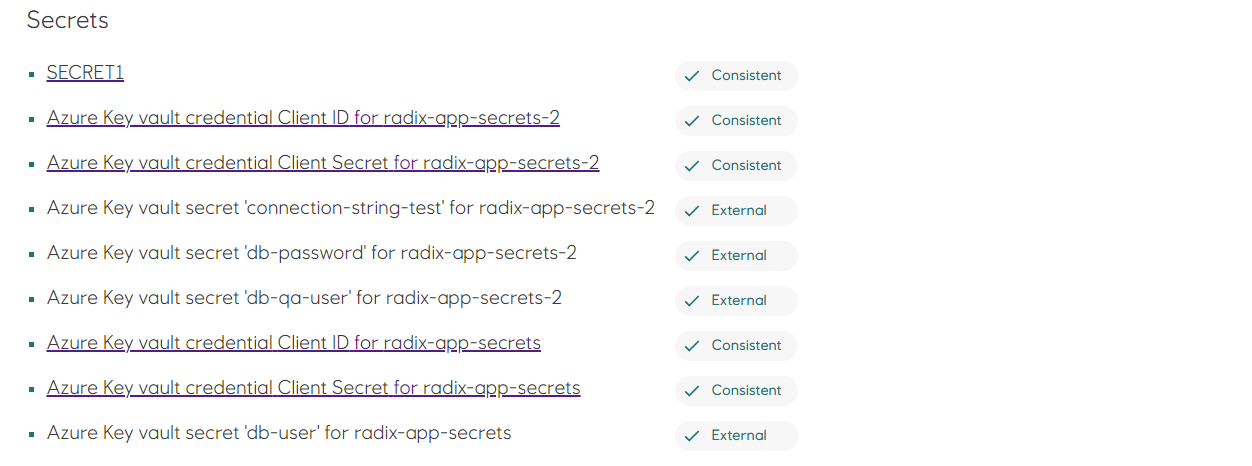 Secrets
SECRET1 Consistent
Azure Key vault credential Client ID for radix-app-secrets-2 Consistent
Azure Key vault credential Client Secret for radix-app-secrets-2 Consistent
Azure Key vault secret 'connection-string-test' for radix-app-secrets-2 External
Azure Key vault secret 'db-password' for radix-app-secrets-2 External
Azure Key vault secret 'db-qa-user' for radix-app-secrets-2 External
Azure Key vault credential Client ID for radix-app-secrets Consistent
Azure Key vault credential Client Secret for radix-app-secrets Consistent
Azure Key vault secret 'db-user' for radix-app-secrets External